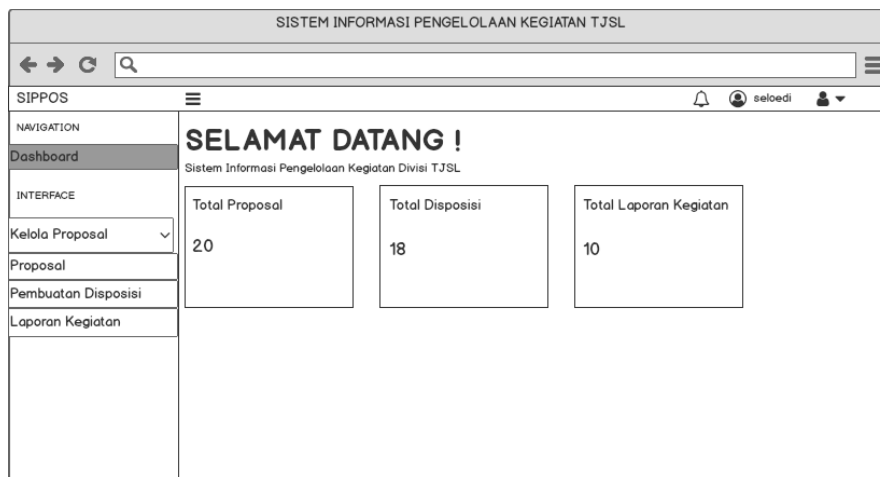 SISTEM INFORMASI PENGELOLAAN KEGIATAN TJSL
SIPPOS
seloedi
NAVIGATION
Dashboard
INTERFACE
Kelola Proposal
Proposal
Pembuatan Disposisi
Laporan Kegiatan
SELAMAT DATANG !
Sistem Informasi Pengelolaan Kegiatan Divisi TJSL
Total Proposal
20
Total Disposisi
18
Total Laporan Kegiatan
10